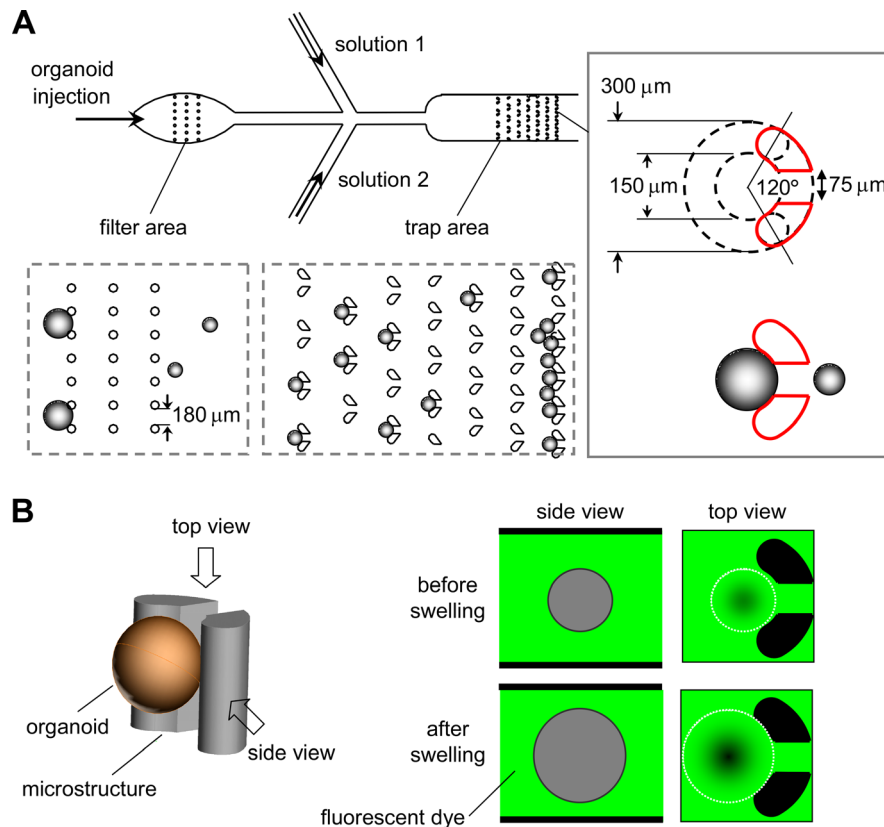 A
organoid
injection
solution 1
solution 2
filter area
trap area
300 μm
150 μm
120°
75 μm
180 μm
B
top view
organoid
microstructure
side view
side view
top view
before
swelling
after
swelling
fluorescent dye